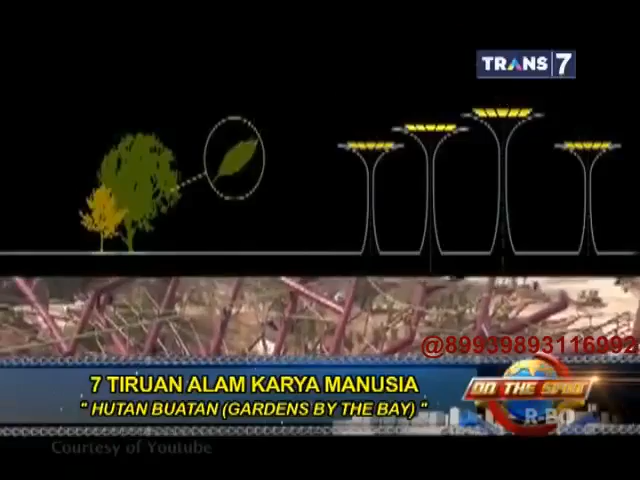 TRANS 7
@89939893116992
7 TIRUAN ALAM KARYA MANUSIA
" HUTAN BUATAN (GARDENS BY THE BAY) "
ON THE SPOT
R-BO
Courtesy of Youtube